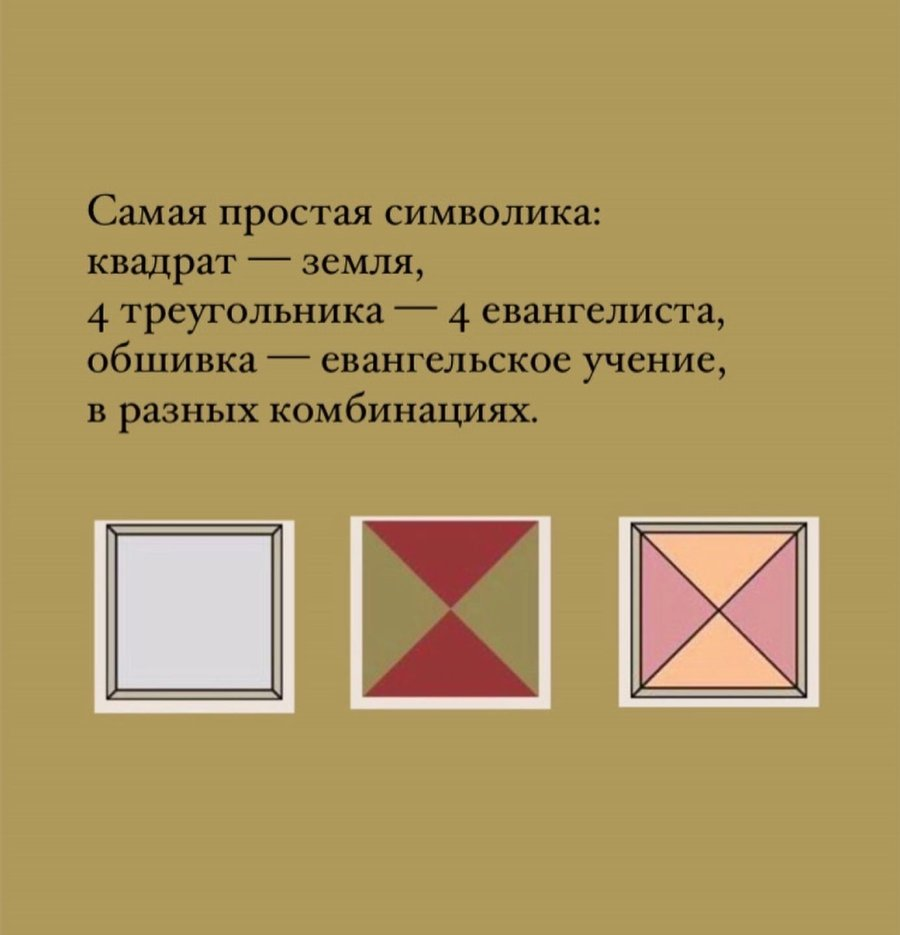 Самая простая символика:
квадрат — земля,
4 треугольника — 4 евангелиста,
обшивка — евангельское учение,
в разных комбинациях.